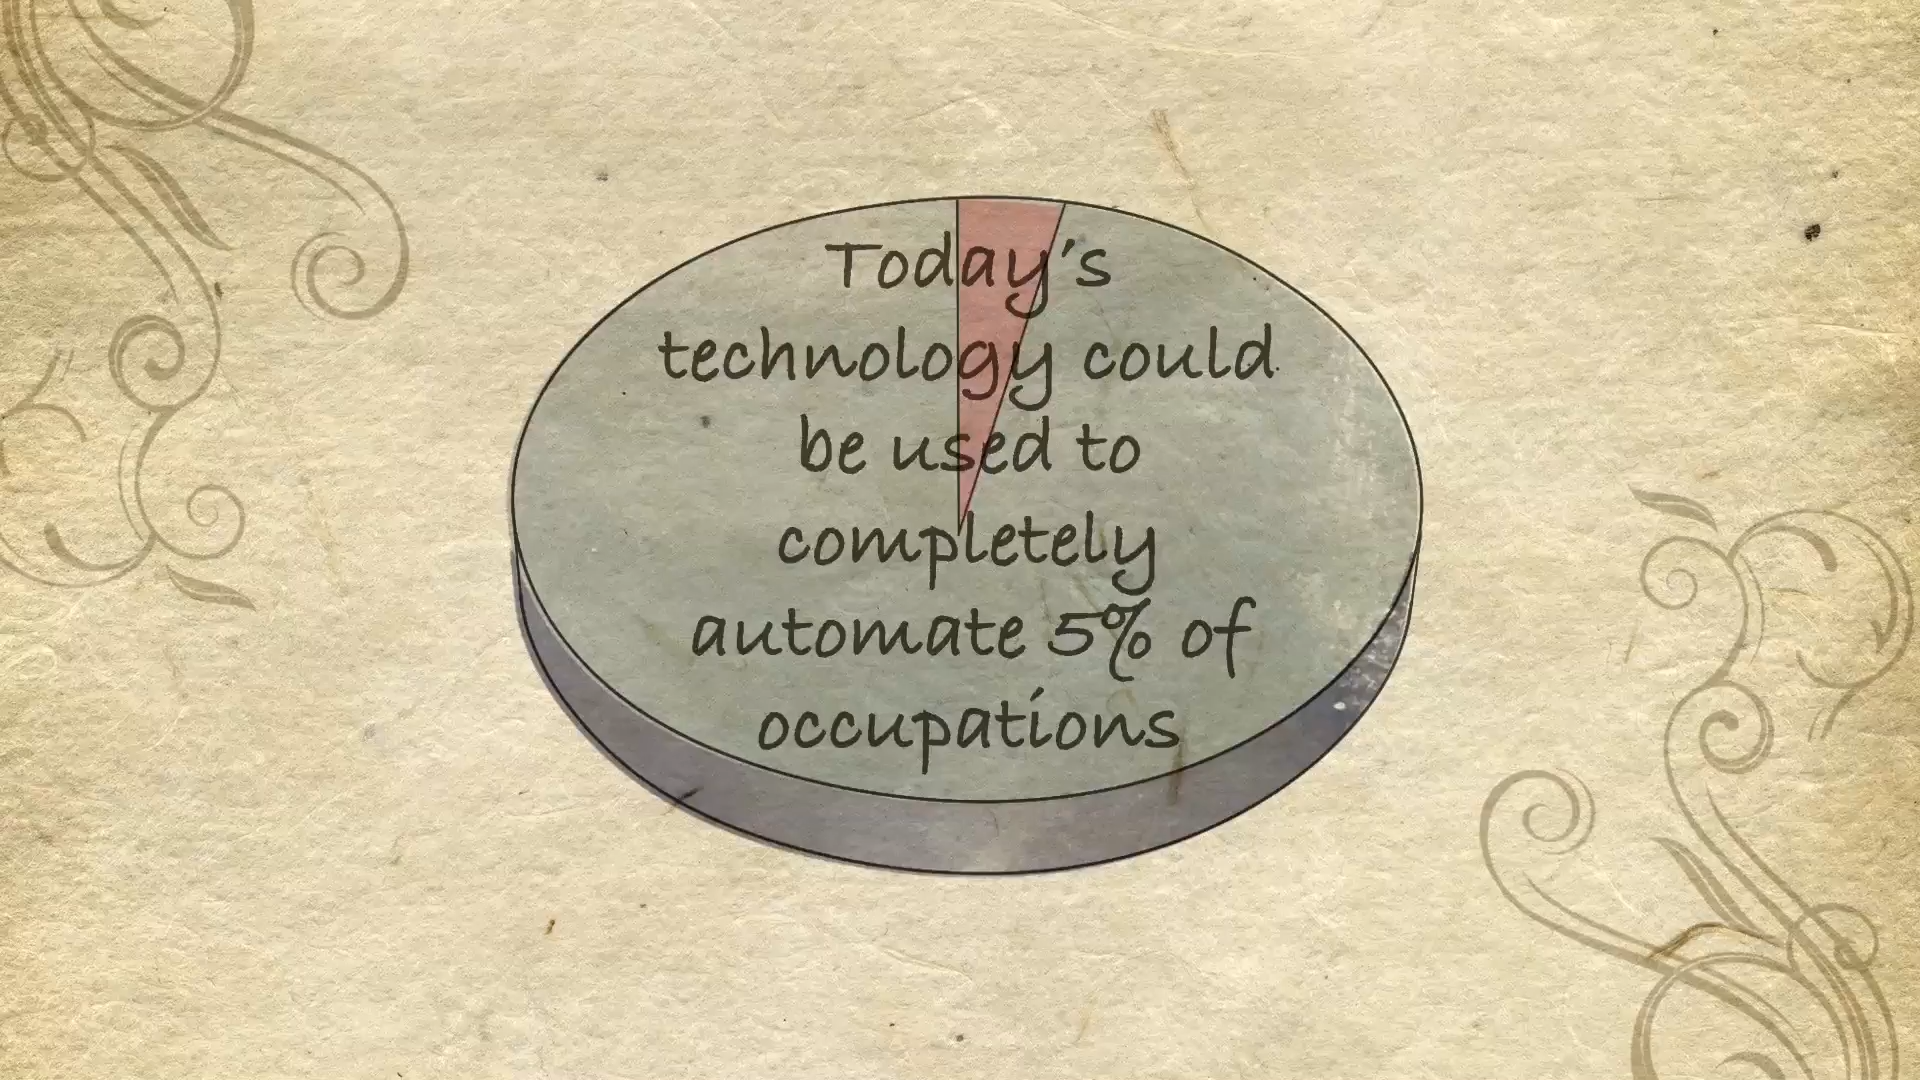 Today's
technology could
be used to
completely
automate 5% of
occupations